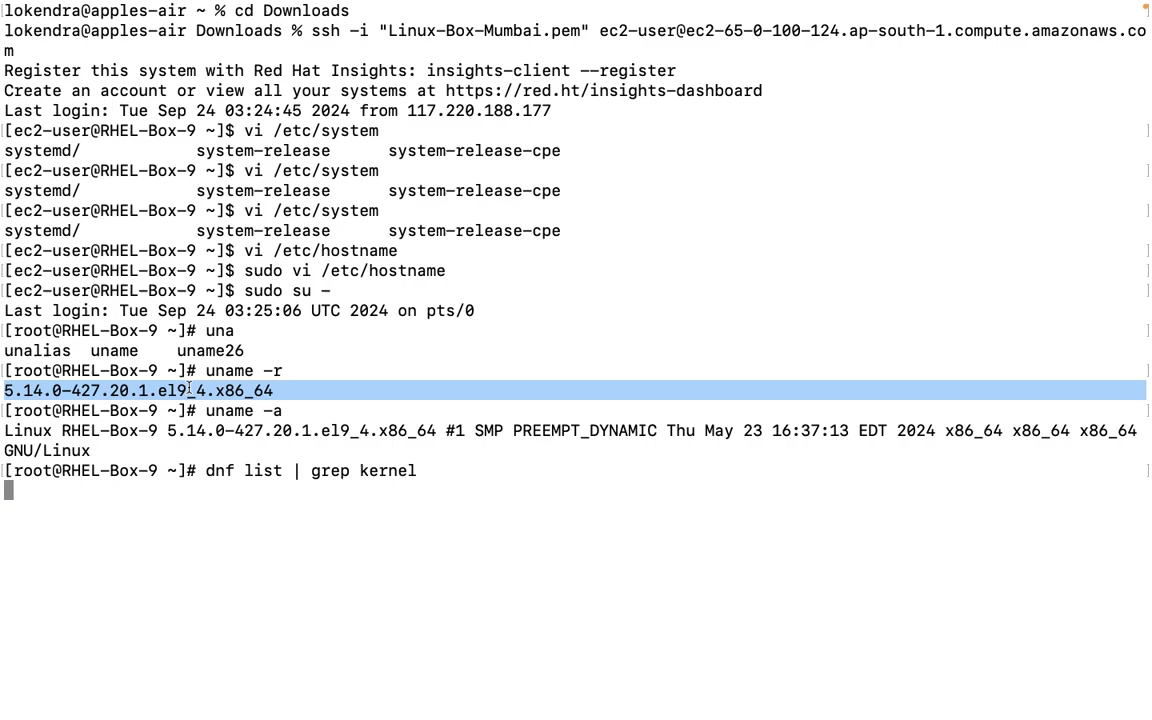 lokendra@apples-air ~ % cd Downloads
lokendra@apples-air Downloads % ssh -i "Linux-Box-Mumbai.pem" ec2-user@ec2-65-0-100-124.ap-south-1.compute.amazonaws.co
m
Register this system with Red Hat Insights: insights-client --register
Create an account or view all your systems at https://red.ht/insights-dashboard
Last login: Tue Sep 24 03:24:45 2024 from 117.220.188.177
[ec2-user@RHEL-Box-9 ~]$ vi /etc/system
systemd/            system-release      system-release-cpe
[ec2-user@RHEL-Box-9 ~]$ vi /etc/system
systemd/            system-release      system-release-cpe
[ec2-user@RHEL-Box-9 ~]$ vi /etc/system
systemd/            system-release      system-release-cpe
[ec2-user@RHEL-Box-9 ~]$ vi /etc/hostname
[ec2-user@RHEL-Box-9 ~]$ sudo vi /etc/hostname
[ec2-user@RHEL-Box-9 ~]$ sudo su -
Last login: Tue Sep 24 03:25:06 UTC 2024 on pts/0
[root@RHEL-Box-9 ~]# una
unalias  uname    uname26
[root@RHEL-Box-9 ~]# uname -r
5.14.0-427.20.1.el9_4.x86_64
[root@RHEL-Box-9 ~]# uname -a
Linux RHEL-Box-9 5.14.0-427.20.1.el9_4.x86_64 #1 SMP PREEMPT_DYNAMIC Thu May 23 16:37:13 EDT 2024 x86_64 x86_64 x86_64
GNU/Linux
[root@RHEL-Box-9 ~]# dnf list | grep kernel